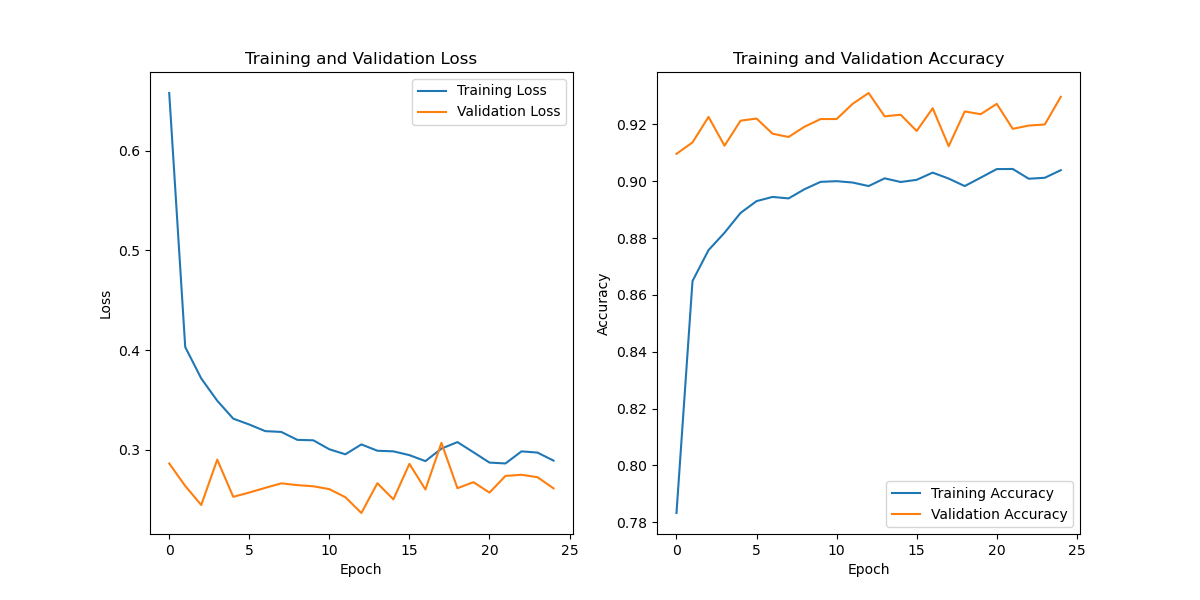 Training and Validation Loss
Training Loss
Validation Loss
0.6
0.5
0.4
0.3
Loss
0
5
10
15
20
25
Epoch
Training and Validation Accuracy
0.92
0.90
0.88
0.86
0.84
0.82
0.80
0.78
Accuracy
Training Accuracy
Validation Accuracy
0
5
10
15
20
25
Epoch